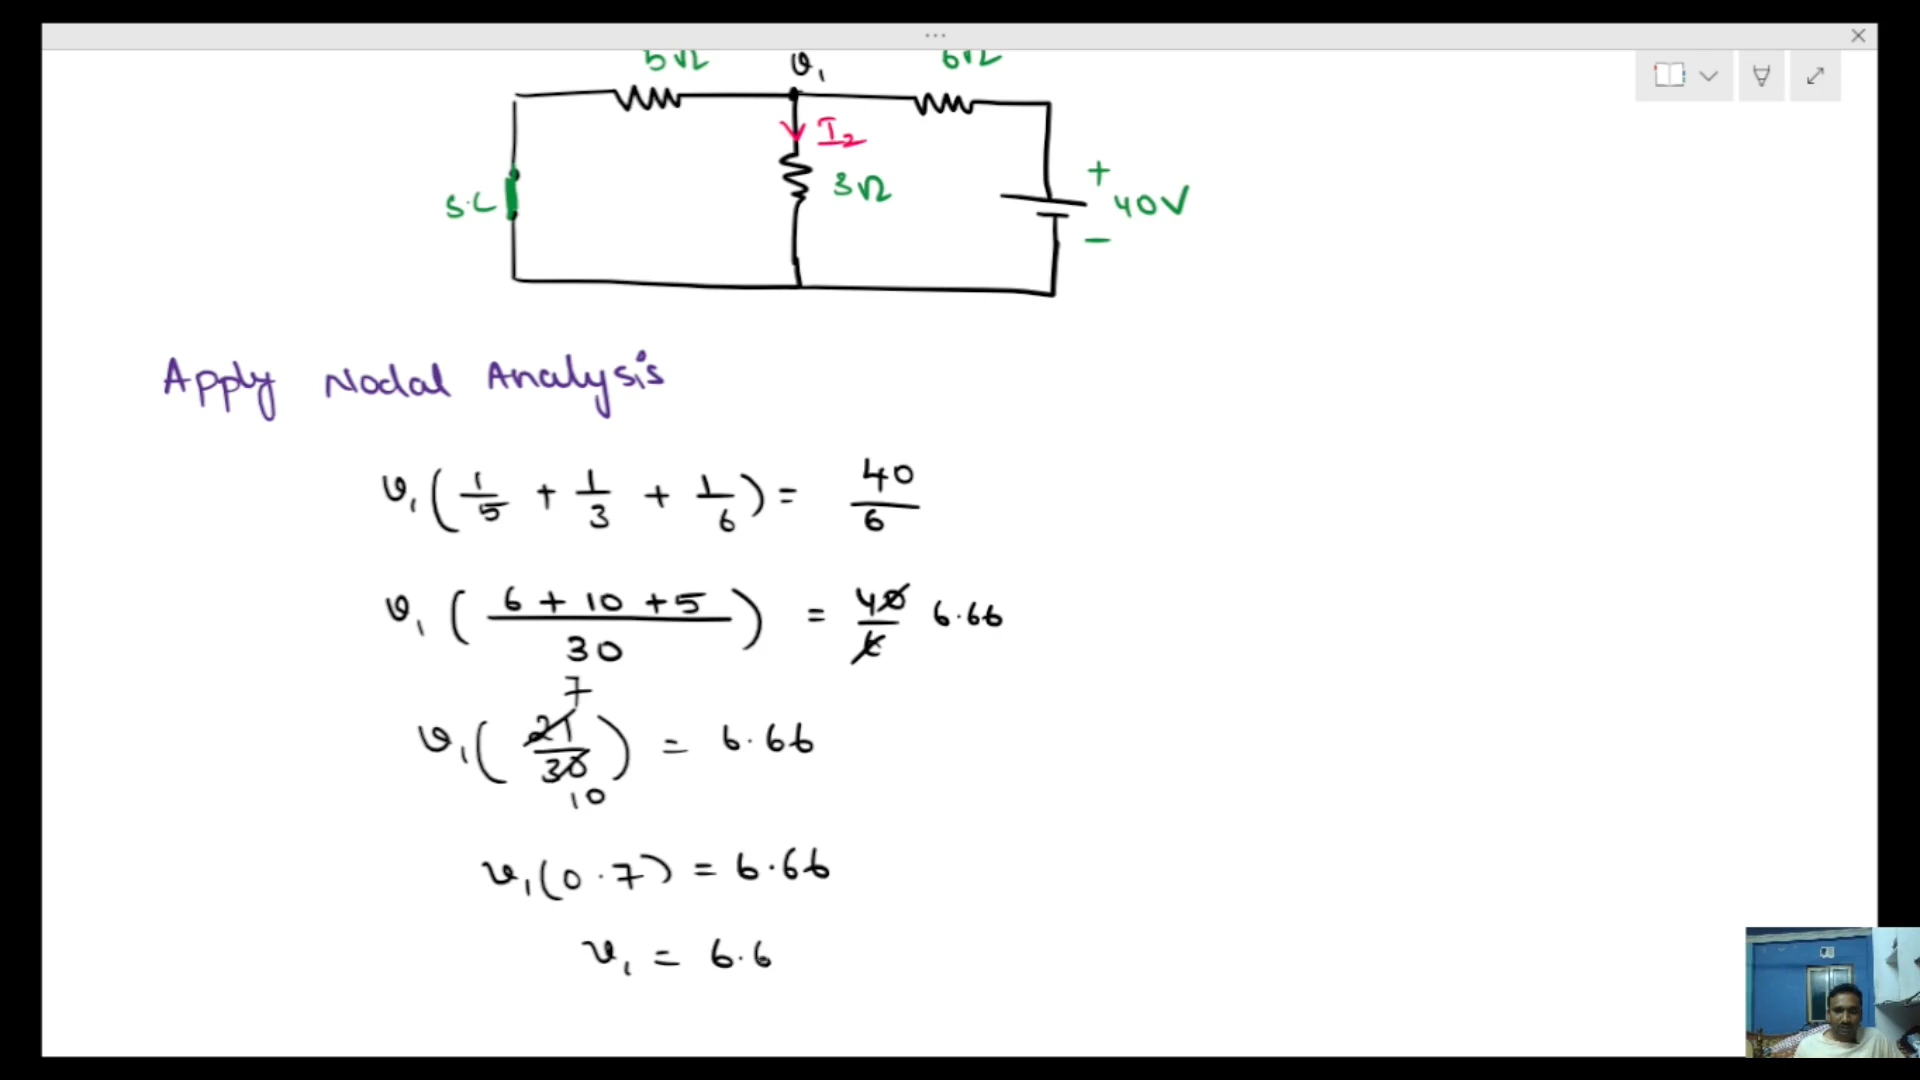 5Ω v₁ 6Ω
I₂
S.C 3Ω + 40V −
Apply Nodal Analysis
v₁(1/5 + 1/3 + 1/6) = 40/6
v₁(6+10+5/30) = 40/6 6.66
7
v₁(21/30) = 6.66
10
v₁(0.7) = 6.66
v₁ = 6.6